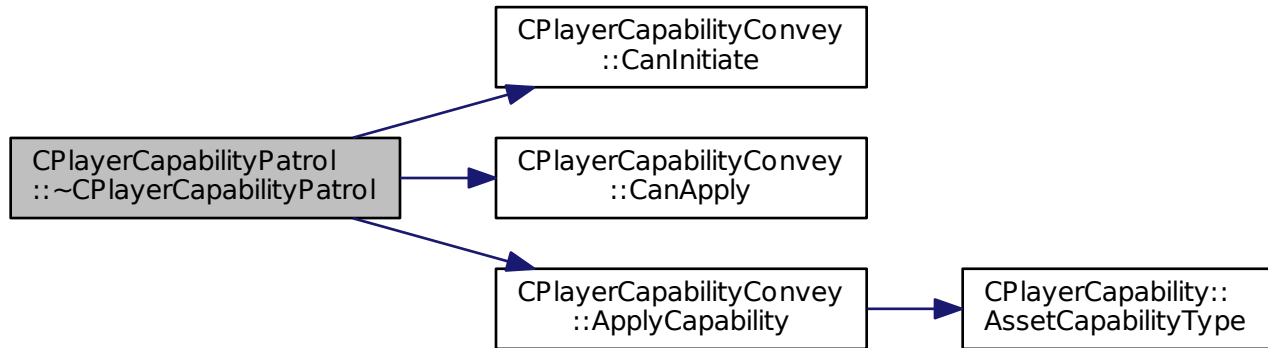 CPlayerCapabilityConvey
::CanInitiate
CPlayerCapabilityPatrol
::~CPlayerCapabilityPatrol
CPlayerCapabilityConvey
::CanApply
CPlayerCapabilityConvey
::ApplyCapability
CPlayerCapability::
AssetCapabilityType